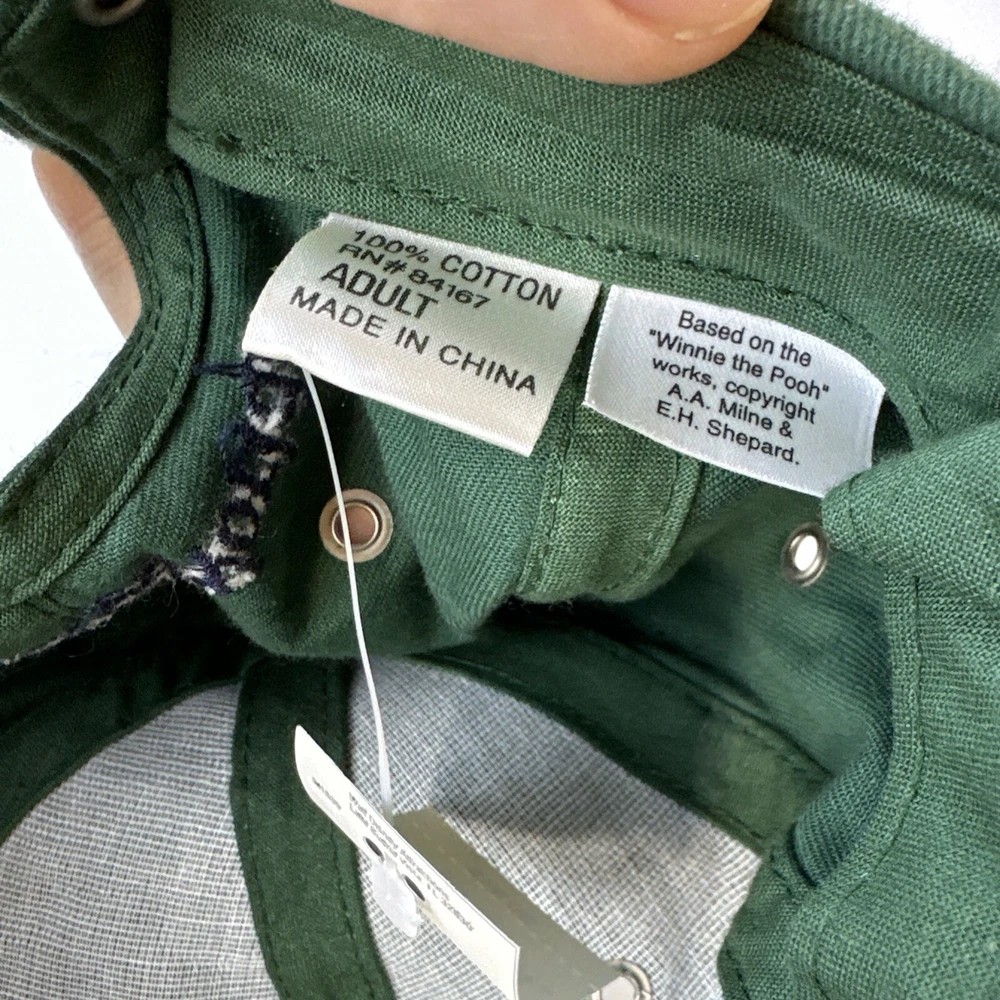 100% COTTON
RN# 84167
ADULT
MADE IN CHINA
Based on the
"Winnie the Pooh"
works, copyright
A.A. Milne &
E.H. Shepard.